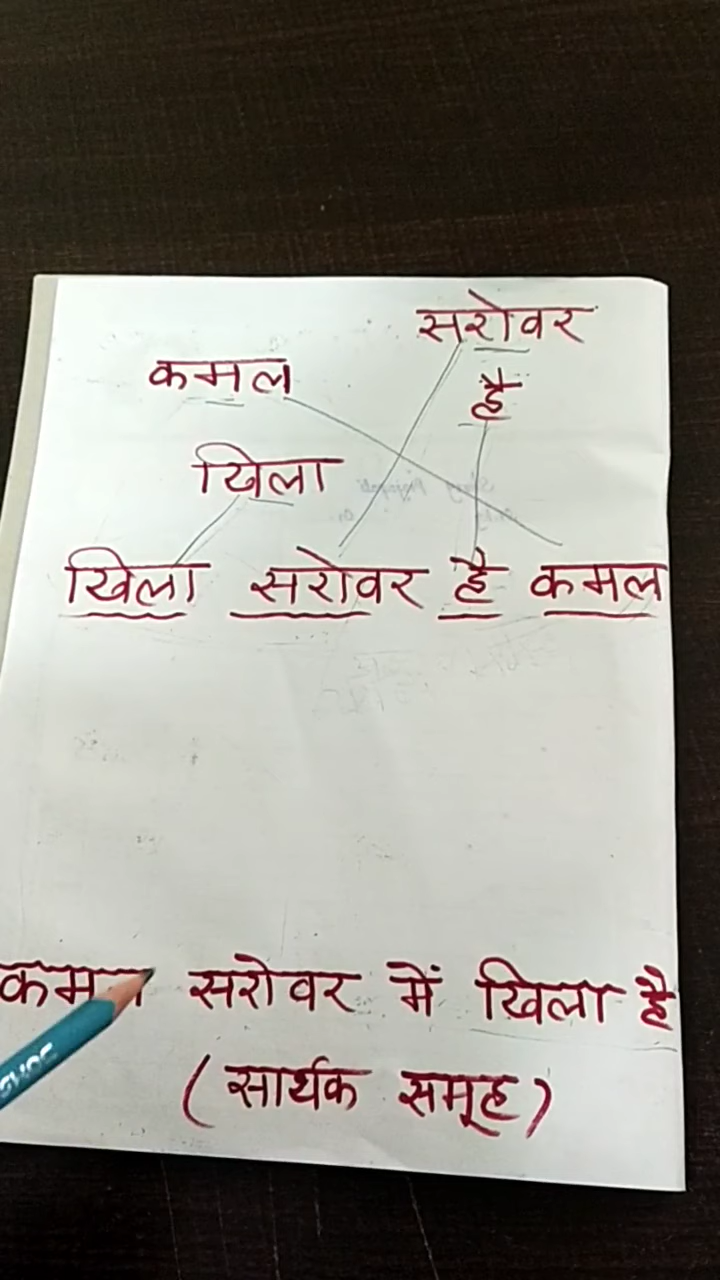 सरोवर
कमल
है
खिला
खिला सरोवर है कमल
सरोवर में खिला है
(सार्थक समूह)